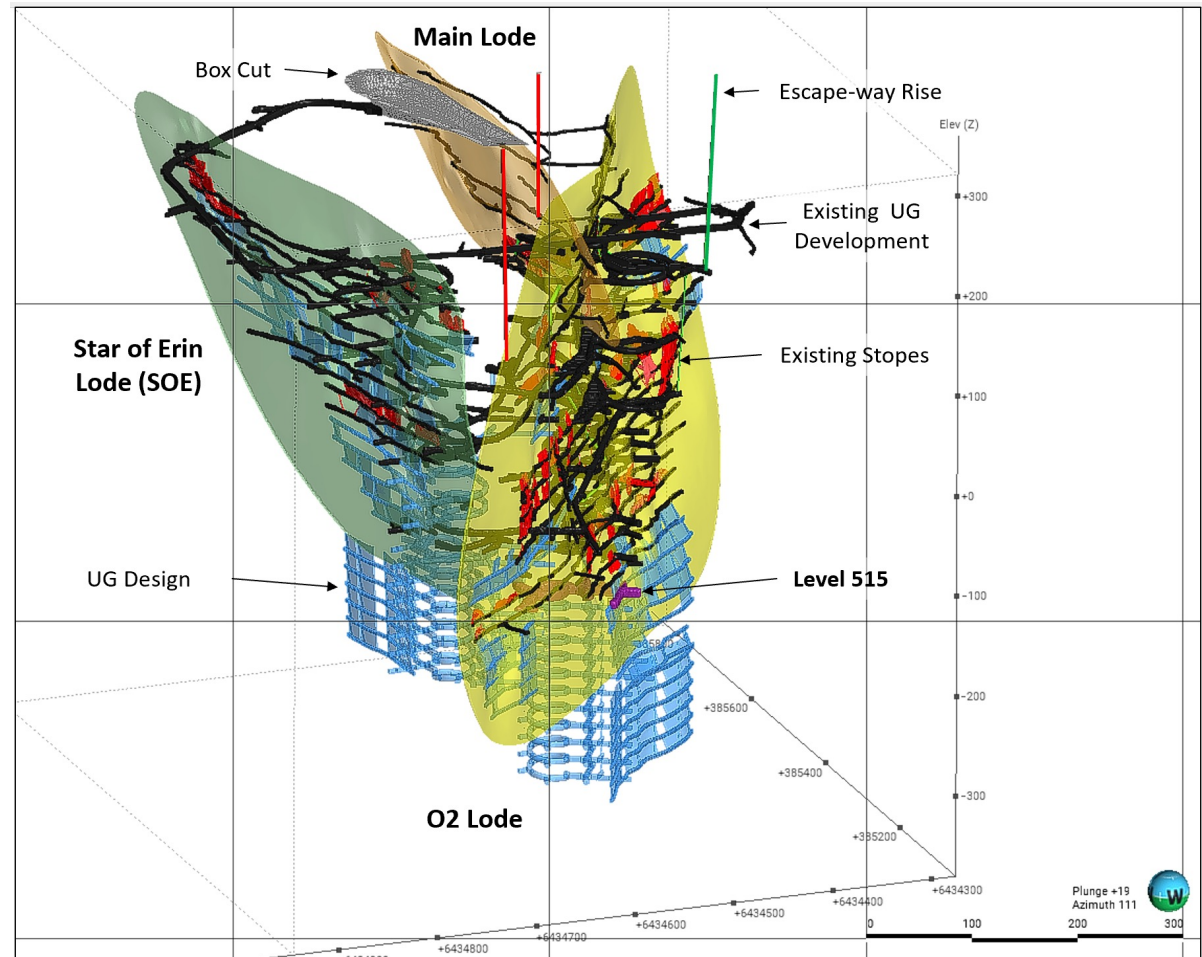 Main Lode
Box Cut
Escape-way Rise
Elev (Z)
+300
Existing UG
Development
+200
Star of Erin
Lode (SOE)
Existing Stopes
+100
+0
UG Design
Level 515
-100
-200
+385600
+385400
-300
O2 Lode
+385200
+6434300
+6434400
+6434500
+6434600
+6434700
+6434800
Plunge +19
Azimuth 111
W
0 100 200 300